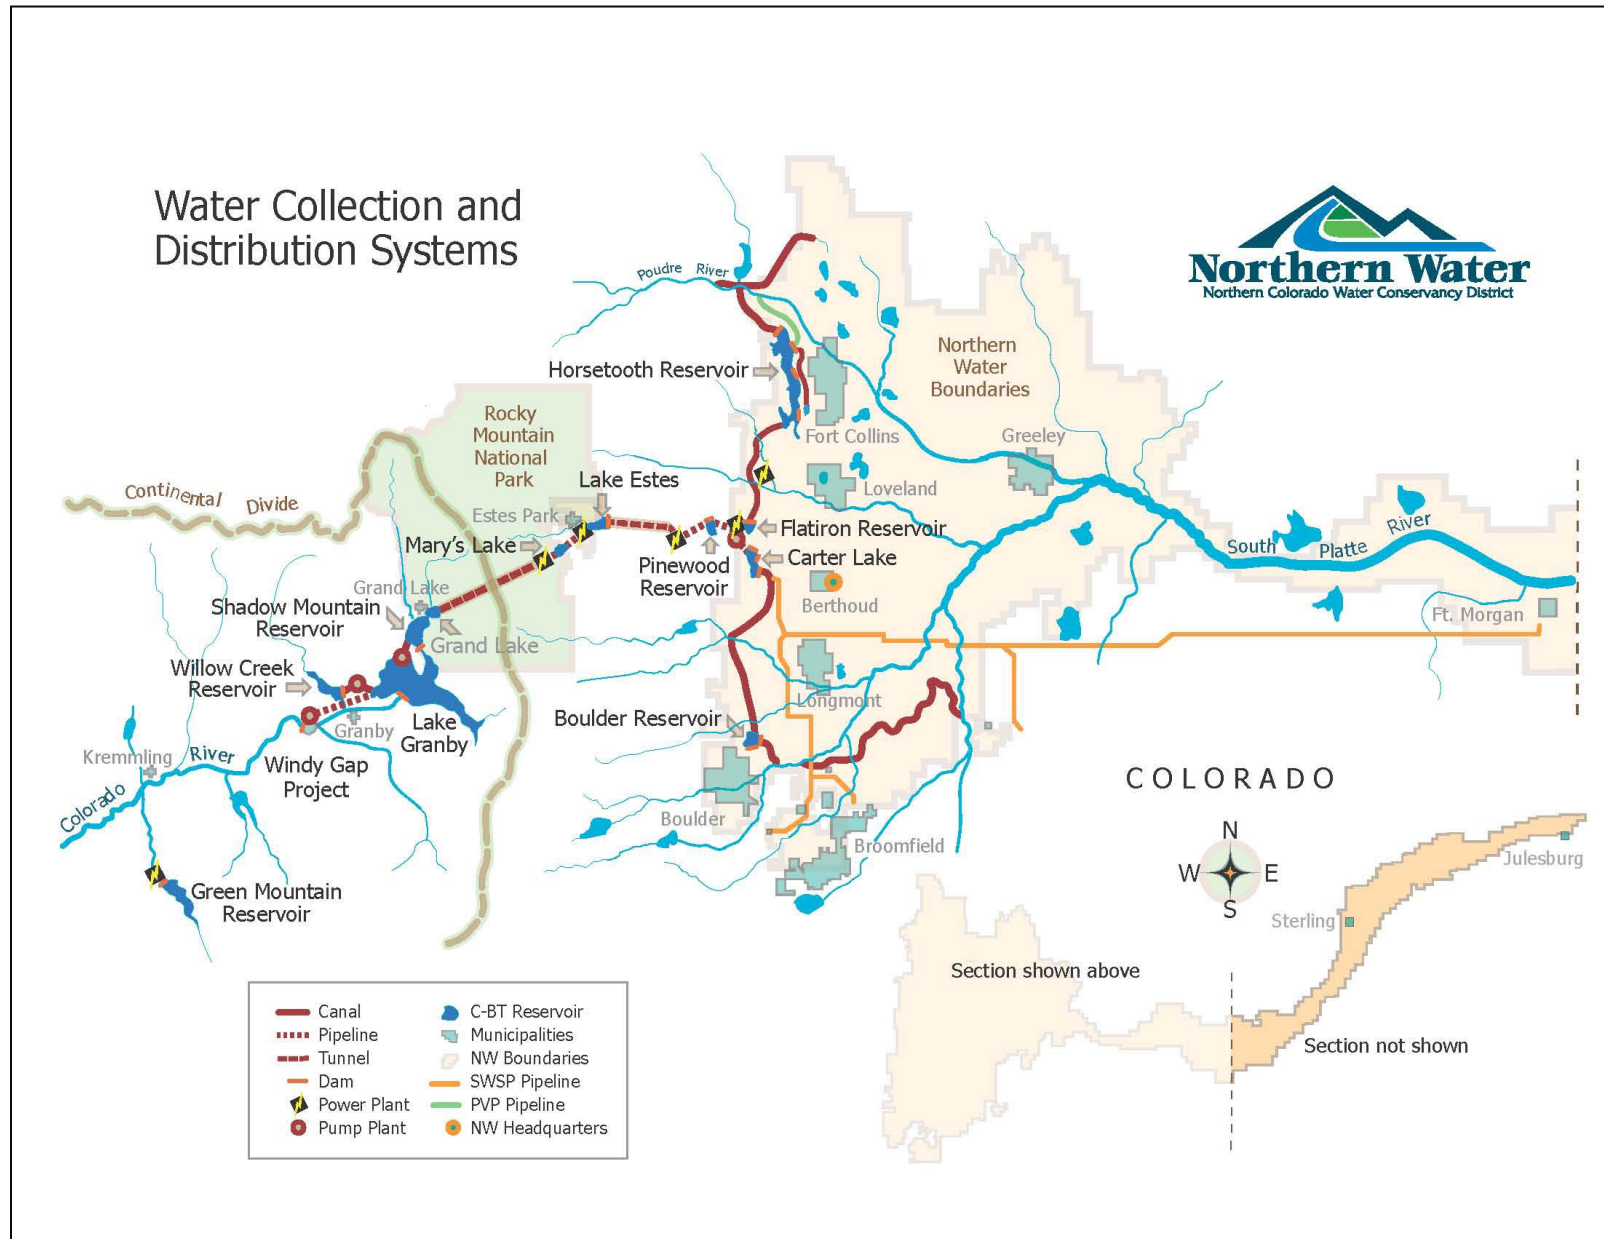 Water Collection and
Distribution Systems
Northern Water
Northern Colorado Water Conservancy District
Poudre River
Horsetooth Reservoir
Northern
Water
Boundaries
Rocky
Mountain
National
Park
Fort Collins
Greeley
Continental Divide
Lake Estes
Loveland
Estes Park
Mary's Lake
Flatiron Reservoir
Carter Lake
Pinewood
Reservoir
South Platte River
Grand Lake
Shadow Mountain
Reservoir
Berthoud
Ft. Morgan
Grand Lake
Willow Creek
Reservoir
Longmont
Boulder Reservoir
Granby
Lake
Granby
Kremmling
Colorado River
Windy Gap
Project
COLORADO
Boulder
Broomfield
N
W E
S
Julesburg
Green Mountain
Reservoir
Sterling
Section shown above
Section not shown
Canal
Pipeline
Tunnel
Dam
Power Plant
Pump Plant
C-BT Reservoir
Municipalities
NW Boundaries
SWSP Pipeline
PVP Pipeline
NW Headquarters